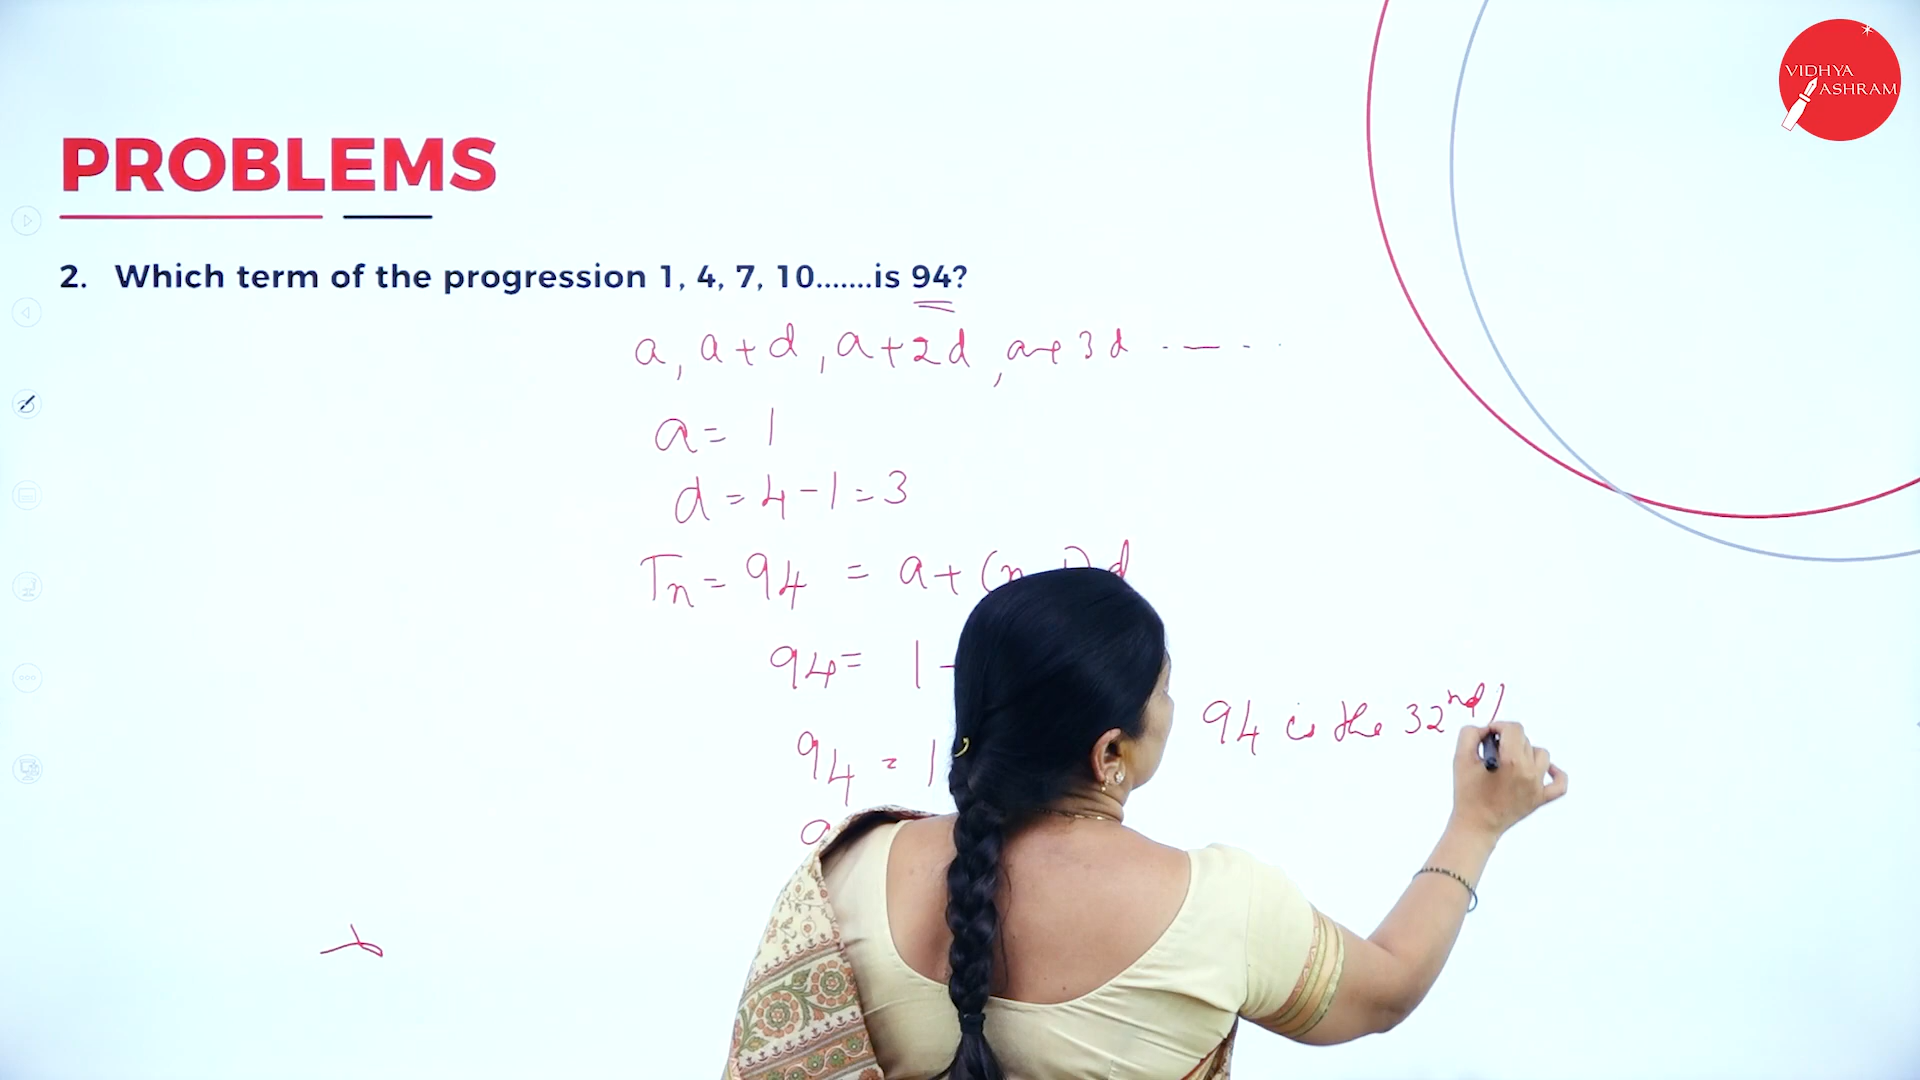 VIDHYA
ASHRAM
PROBLEMS
2. Which term of the progression 1, 4, 7, 10.......is 94?
a, a+d, a+2d, a+3d .—..
a= 1
d = 4-1=3
Tn = 94 = a+(n-1)d
94= 1
94 = 1
94 is the 32nd